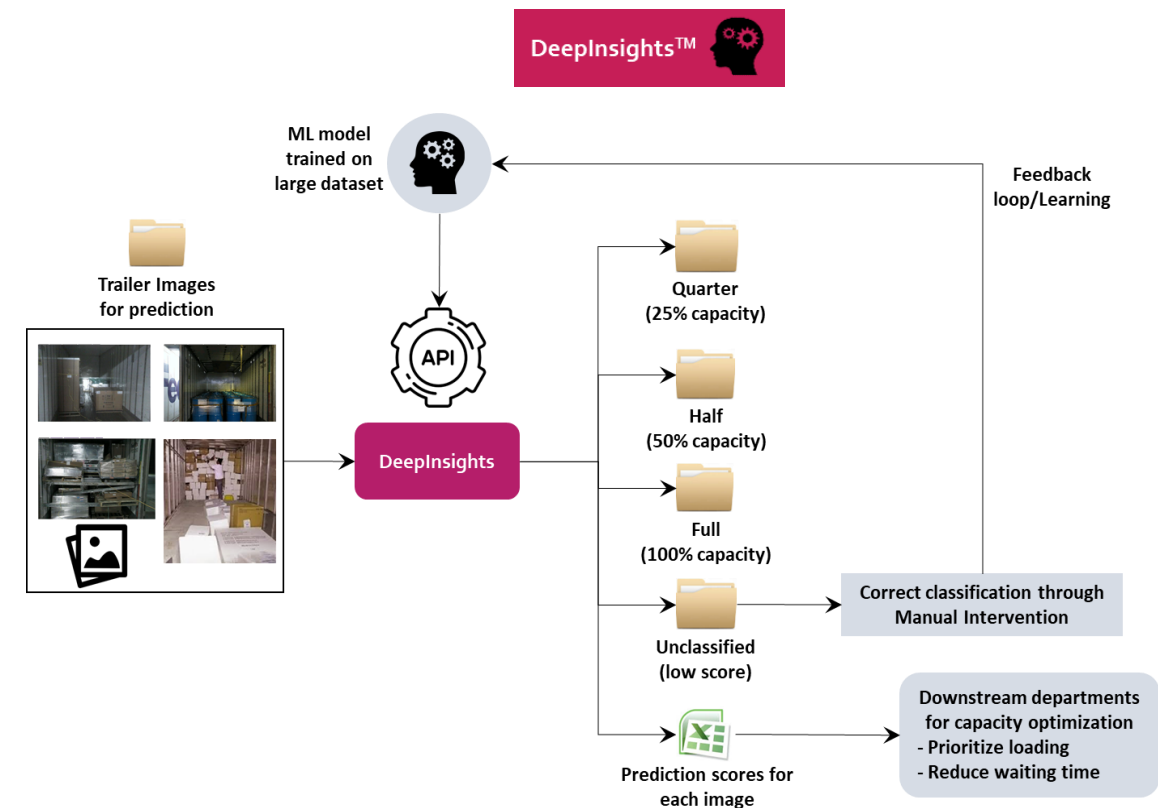 DeepInsights™
ML model
trained on
large dataset
Feedback
loop/Learning
Trailer Images
for prediction
API
DeepInsights
Quarter
(25% capacity)
Half
(50% capacity)
Full
(100% capacity)
Unclassified
(low score)
Correct classification through
Manual Intervention
Prediction scores for
each image
Downstream departments
for capacity optimization
- Prioritize loading
- Reduce waiting time